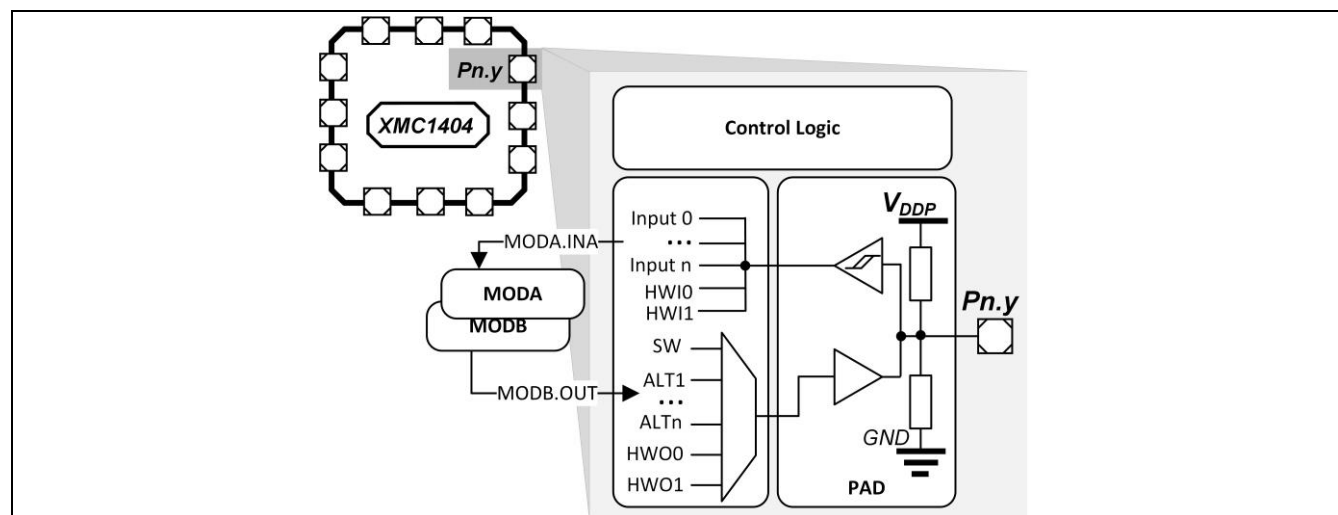 Pn.y
XMC1404
Control Logic
V_DDP
Input 0
...
Input n
HWI0
HWI1
MODA.INA
MODA
MODB
MODB.OUT
SW
ALT1
...
ALTn
HWO0
HWO1
Pn.y
GND
PAD